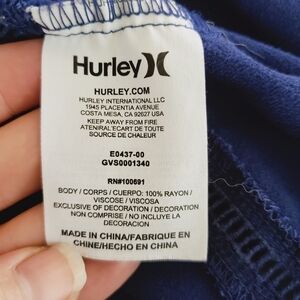 Hurley
HURLEY.COM
HURLEY INTERNATIONAL LLC
1945 PLACENTIA AVENUE
COSTA MESA, CA 92627 USA
KEEP AWAY FROM FIRE
ATENIRAL'ECART DE TOUTE
SOURCE DE CHALEUR
E0437-00
GVS0001340
RN#100691
BODY / CORPS / CUERPO: 100% RAYON /
VISCOSE / VISCOSA
EXCLUSIVE OF DECORATION / DECORATION
NON COMPRISE / NO INCLUYE LA
DECORACION
MADE IN CHINA/FABRIQUE EN
CHINE/HECHO EN CHINA